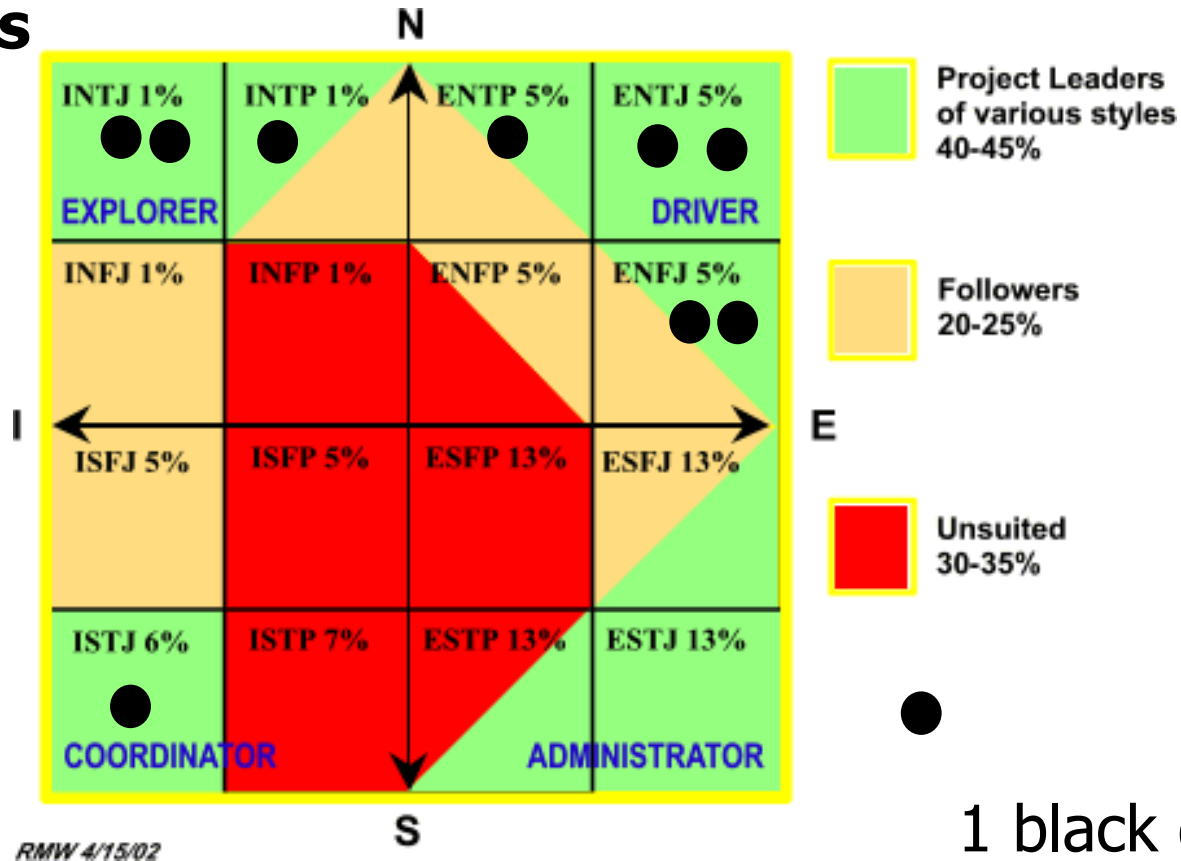 s
N
INTJ 1% INTP 1% ENTP 5% ENTJ 5%
EXPLORER DRIVER
INFJ 1% INFP 1% ENFP 5% ENFJ 5%
I E
ISFJ 5% ISFP 5% ESFP 13% ESFJ 13%
ISTJ 6% ISTP 7% ESTP 13% ESTJ 13%
COORDINATOR ADMINISTRATOR
S
RMW 4/15/02
Project Leaders
of various styles
40-45%
Followers
20-25%
Unsuited
30-35%
1 black